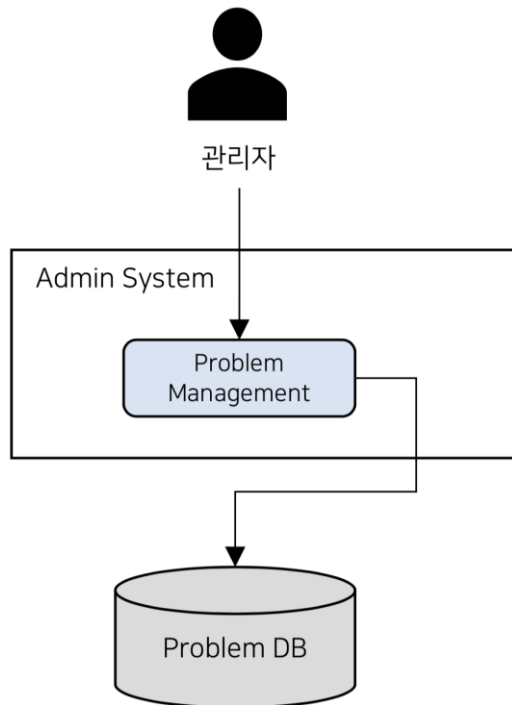 관리자
Admin System
Problem
Management
Problem DB